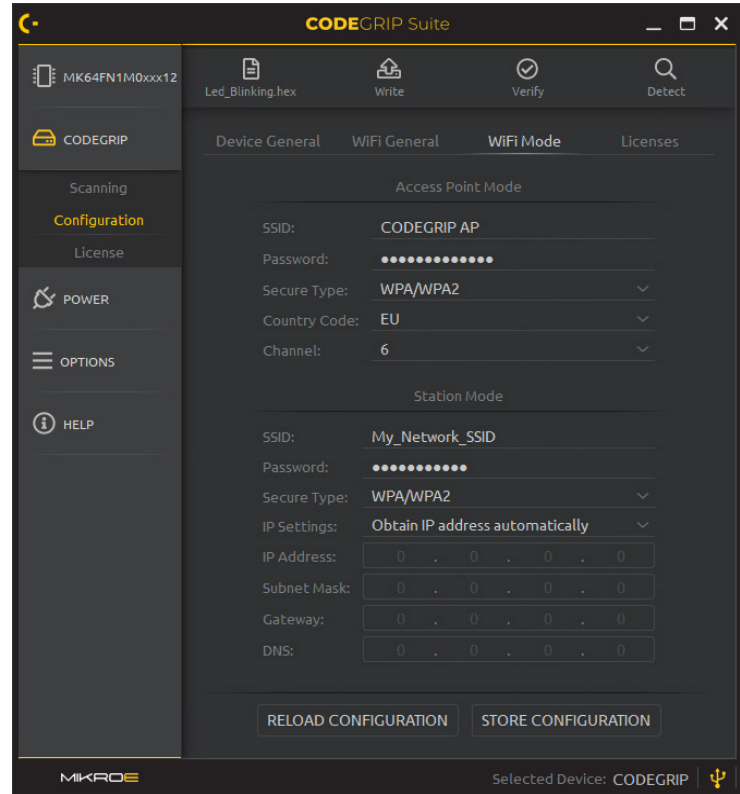 CODEGRIP Suite
MK64FN1M0xxx12
Led_Blinking.hex
Write
Verify
Detect
CODEGRIP
Scanning
Configuration
License
POWER
OPTIONS
HELP
Device General WiFi General WiFi Mode Licenses
Access Point Mode
SSID: CODEGRIP AP
Password: •••••••••••••
Secure Type: WPA/WPA2
Country Code: EU
Channel: 6
Station Mode
SSID: My_Network_SSID
Password: •••••••••••
Secure Type: WPA/WPA2
IP Settings: Obtain IP address automatically
IP Address: 0 . 0 . 0 . 0
Subnet Mask: 0 . 0 . 0 . 0
Gateway: 0 . 0 . 0 . 0
DNS: 0 . 0 . 0 . 0
RELOAD CONFIGURATION STORE CONFIGURATION
MIKROE
Selected Device: CODEGRIP